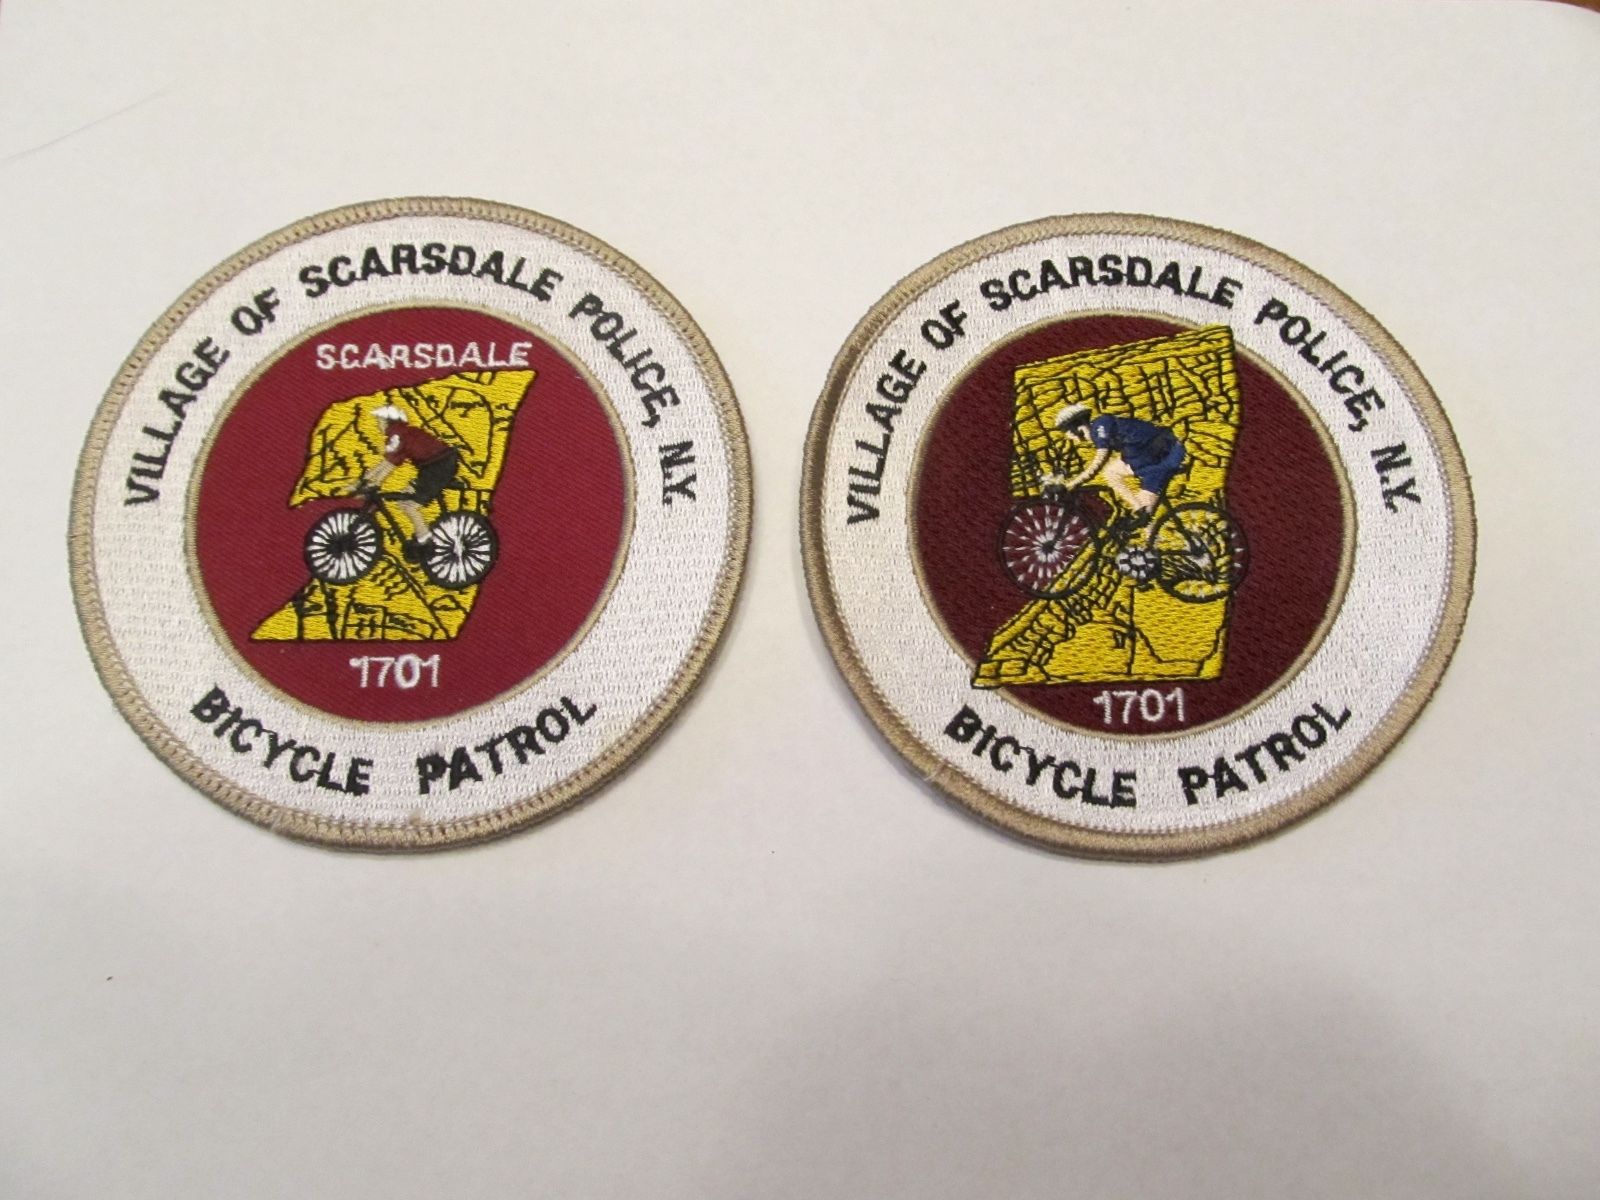 VILLAGE OF SCARSDALE POLICE, N.Y.
SCARSDALE
1701
BICYCLE PATROL
VILLAGE OF SCARSDALE POLICE, N.Y.
1701
BICYCLE PATROL